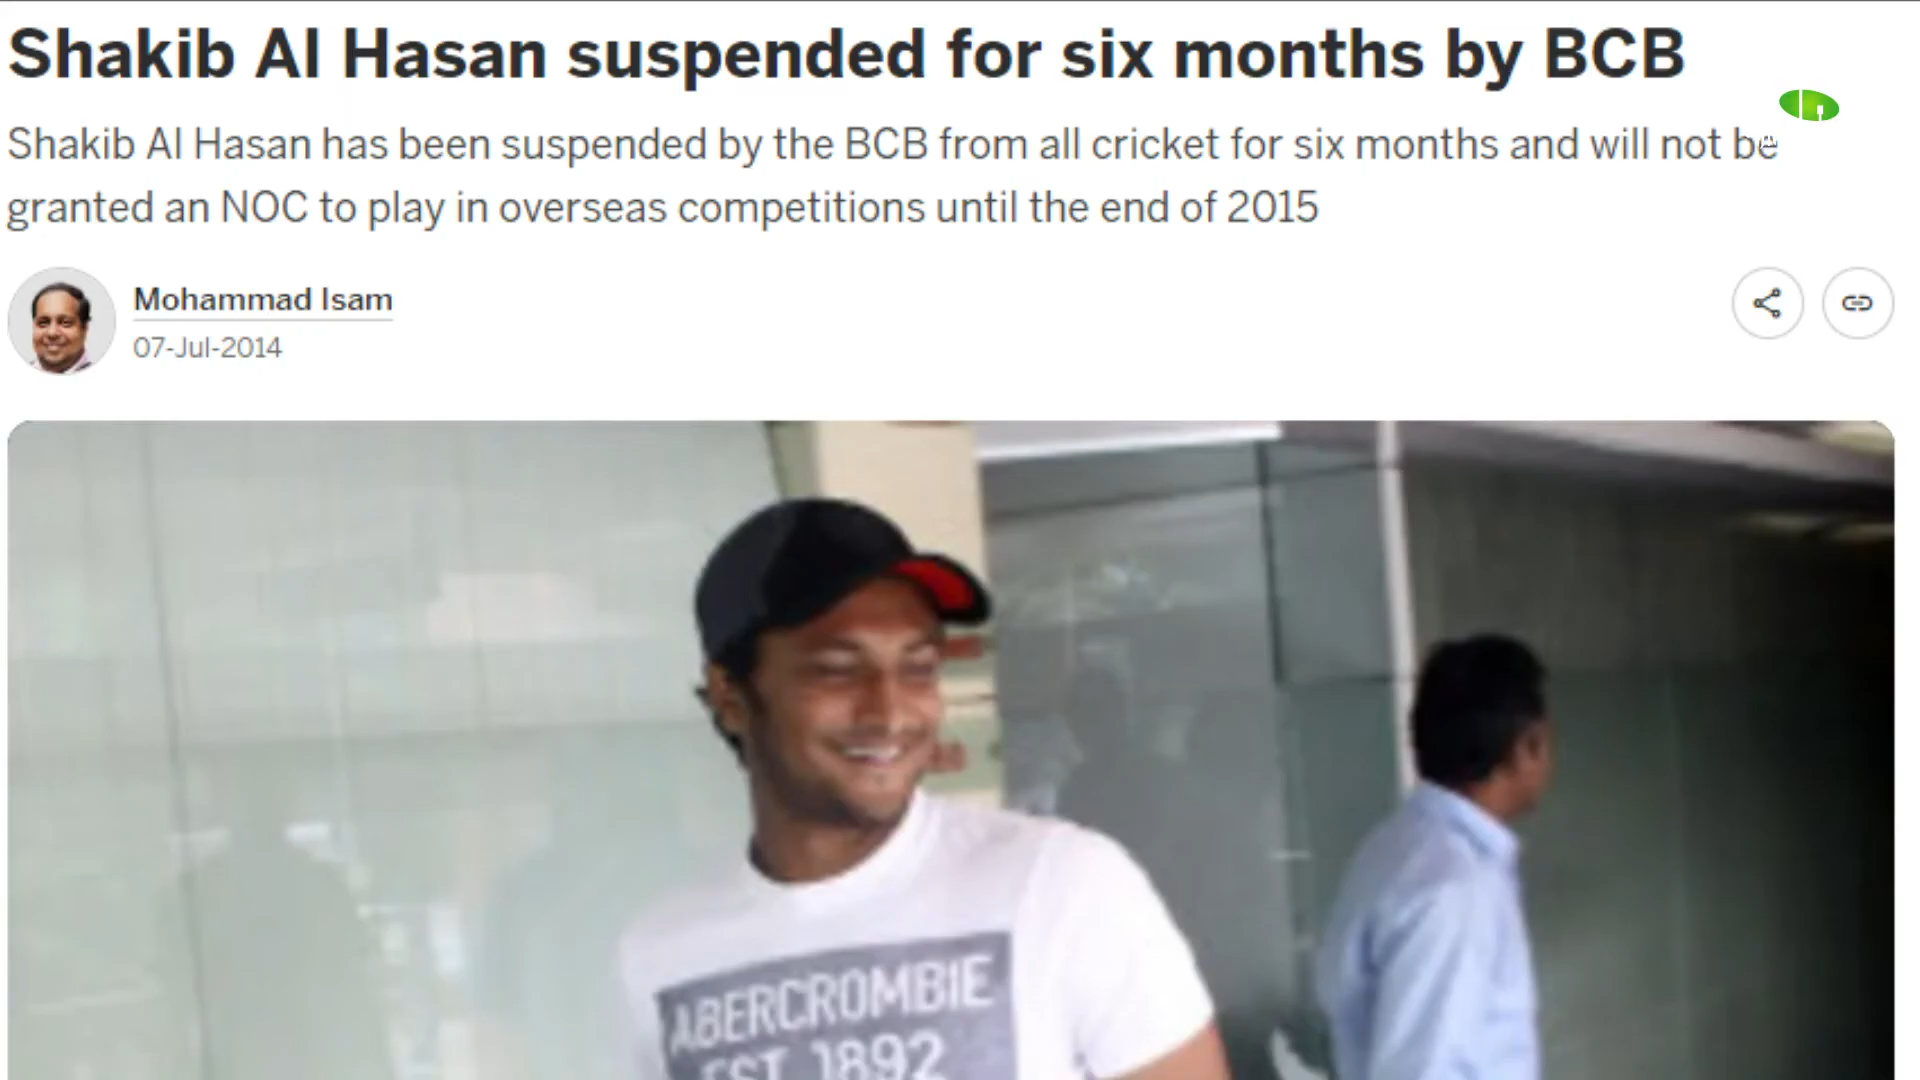 Shakib Al Hasan suspended for six months by BCB
Shakib Al Hasan has been suspended by the BCB from all cricket for six months and will not be
granted an NOC to play in overseas competitions until the end of 2015
Mohammad Isam
07-Jul-2014
ABERCROMBIE
EST 1892